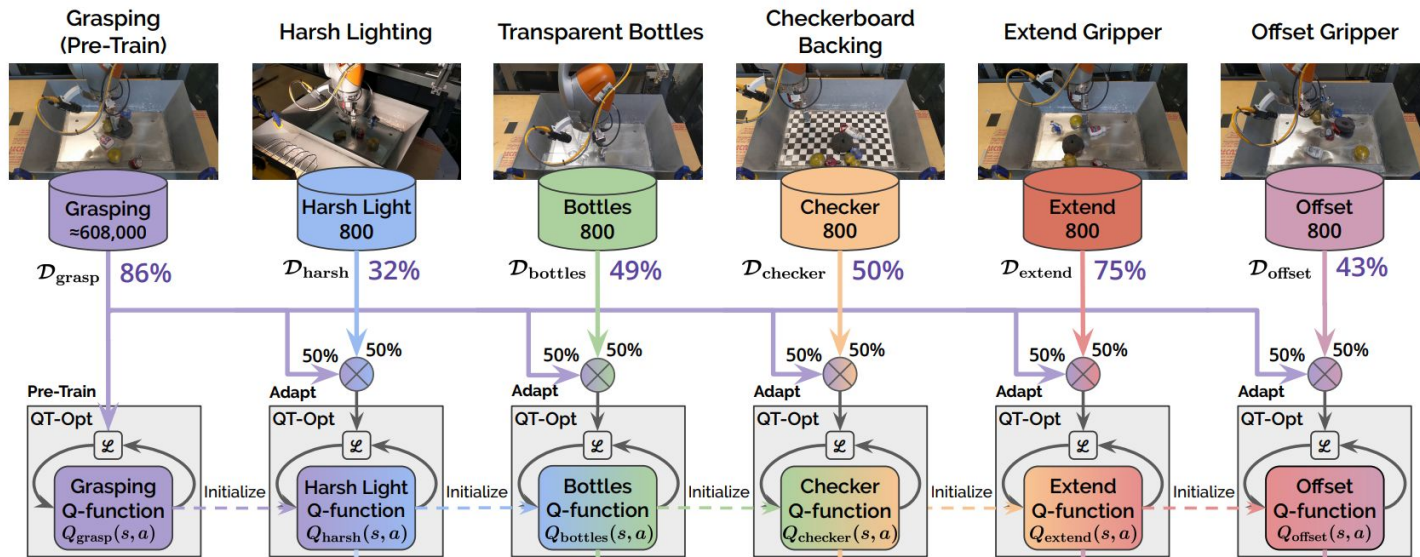 Grasping
(Pre-Train)
Harsh Lighting
Transparent Bottles
Checkerboard
Backing
Extend Gripper
Offset Gripper
Grasping
≈608,000
Harsh Light
800
Bottles
800
Checker
800
Extend
800
Offset
800
𝒟grasp 86%
𝒟harsh 32%
𝒟bottles 49%
𝒟checker 50%
𝒟extend 75%
𝒟offset 43%
50% 50%
50% 50%
50% 50%
50% 50%
50% 50%
Pre-Train
Adapt
Adapt
Adapt
Adapt
Adapt
QT-Opt
QT-Opt
QT-Opt
QT-Opt
QT-Opt
QT-Opt
ℒ
ℒ
ℒ
ℒ
ℒ
ℒ
Grasping
Q-function
Qgrasp(s, a)
Initialize
Harsh Light
Q-function
Qharsh(s, a)
Initialize
Bottles
Q-function
Qbottles(s, a)
Initialize
Checker
Q-function
Qchecker(s, a)
Initialize
Extend
Q-function
Qextend(s, a)
Initialize
Offset
Q-function
Qoffset(s, a)